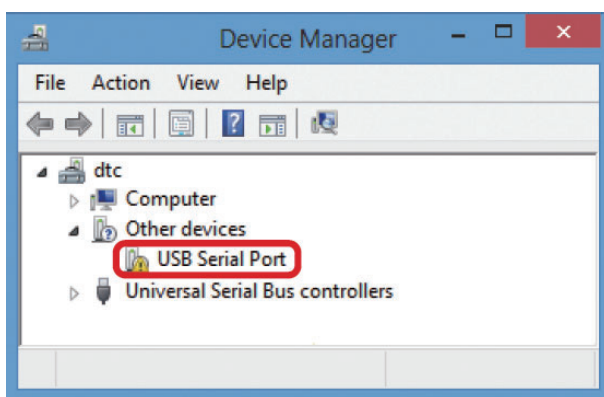 Device Manager
File Action View Help
dtc
Computer
Other devices
USB Serial Port
Universal Serial Bus controllers